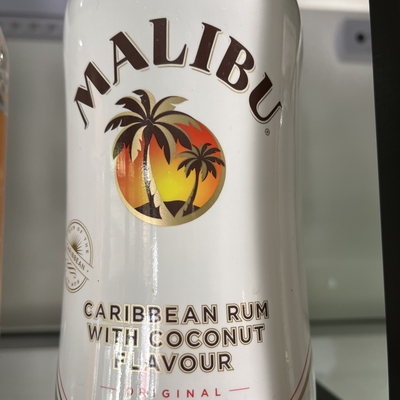 MALIBU
®
CARIBBEAN RUM
WITH COCONUT
FLAVOUR
ORIGINAL